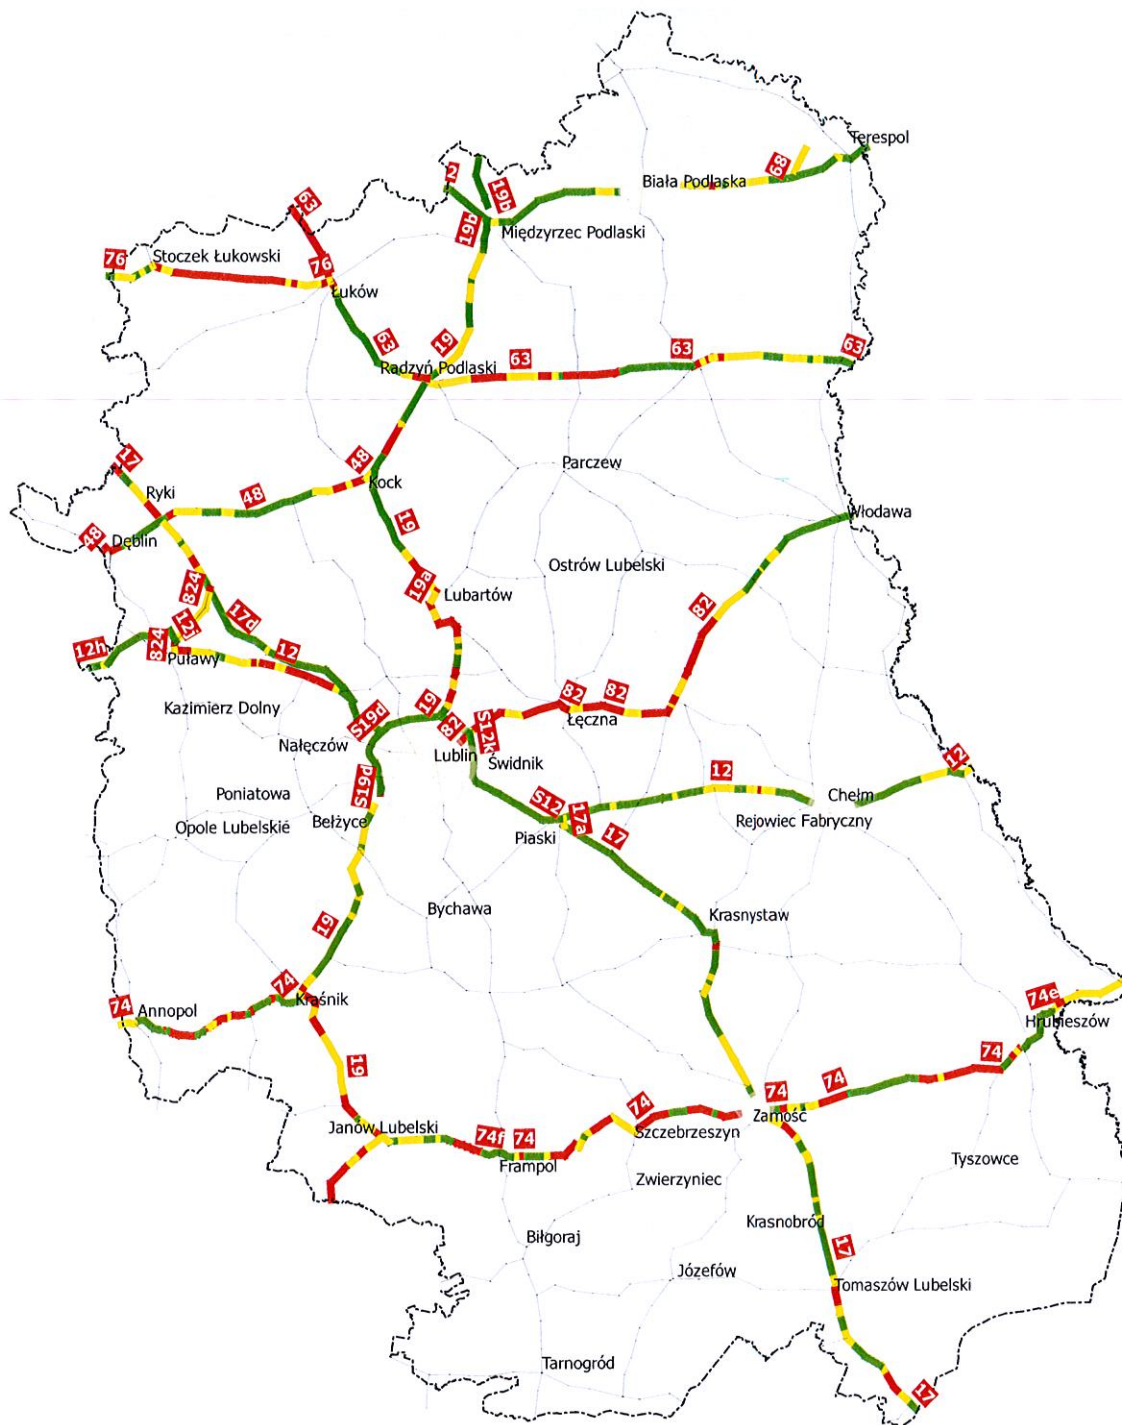 Terespol
68
Biała Podlaska
2
19b
63
19b
Międzyrzec Podlaski
76
Stoczek Łukowski
76
Łuków
63
19
63
63
63
Radzyń Podlaski
17
48
Parczew
Ryki
48
Kock
Włodawa
48
Dęblin
19
Ostrów Lubelski
824
19a
Lubartów
82
17d
12j
12h
824
12
Puławy
Kazimierz Dolny
82
82
S19d
19
Łęczna
82
S12k
Nałęczów
Lublin
Świdnik
12
12
S19d
Poniatowa
Chełm
S12
17a
Bełżyce
Opole Lubelskie
Rejowiec Fabryczny
17
Piaski
Bychawa
Krasnystaw
19
74
Kraśnik
74e
74
Annopol
Hrubieszów
19
74
74
74
74
Zamość
Janów Lubelski
74f
74
Szczebrzeszyn
Frampol
Tyszowce
Zwierzyniec
Krasnobród
Biłgoraj
17
Józefów
Tomaszów Lubelski
Tarnogród
17